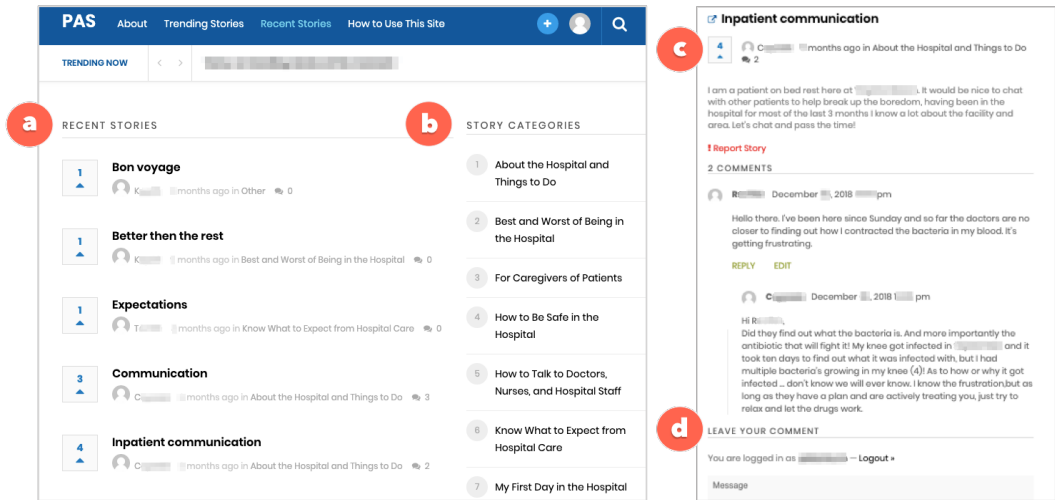 PAS About Trending Stories Recent Stories How to Use This Site
TRENDING NOW
a
RECENT STORIES
1
Bon voyage
K months ago in Other 0
1
Better then the rest
K months ago in Best and Worst of Being in the Hospital 0
1
Expectations
T months ago in Know What to Expect from Hospital Care 0
3
Communication
C months ago in About the Hospital and Things to Do 3
4
Inpatient communication
C months ago in About the Hospital and Things to Do 2
b
STORY CATEGORIES
1 About the Hospital and
Things to Do
2 Best and Worst of Being in
the Hospital
3 For Caregivers of Patients
4 How to Be Safe in the
Hospital
5 How to Talk to Doctors,
Nurses, and Hospital Staff
6 Know What to Expect from
Hospital Care
7 My First Day in the Hospital
Inpatient communication
c
4
C months ago in About the Hospital and Things to Do
2
I am a patient on bed rest here at . It would be nice to chat
with other patients to help break up the boredom, having been in the
hospital for most of the last 3 months I know a lot about the facility and
area. Let's chat and pass the time!
! Report Story
2 COMMENTS
R December , 2018 pm
Hello there. I've been here since Sunday and so far the doctors are no
closer to finding out how I contracted the bacteria in my blood. It's
getting frustrating.
REPLY EDIT
C December , 2018 1 pm
Hi R ,
Did they find out what the bacteria is. And more importantly the
antibiotic that will fight it! My knee got infected in and it
took ten days to find out what it was infected with, but I had
multiple bacteria's growing in my knee (4)! As to how or why it got
infected ... don't know we will ever know. I know the frustration,but as
long as they have a plan and are actively treating you, just try to
relax and let the drugs work.
d
LEAVE YOUR COMMENT
You are logged in as — Logout »
Message